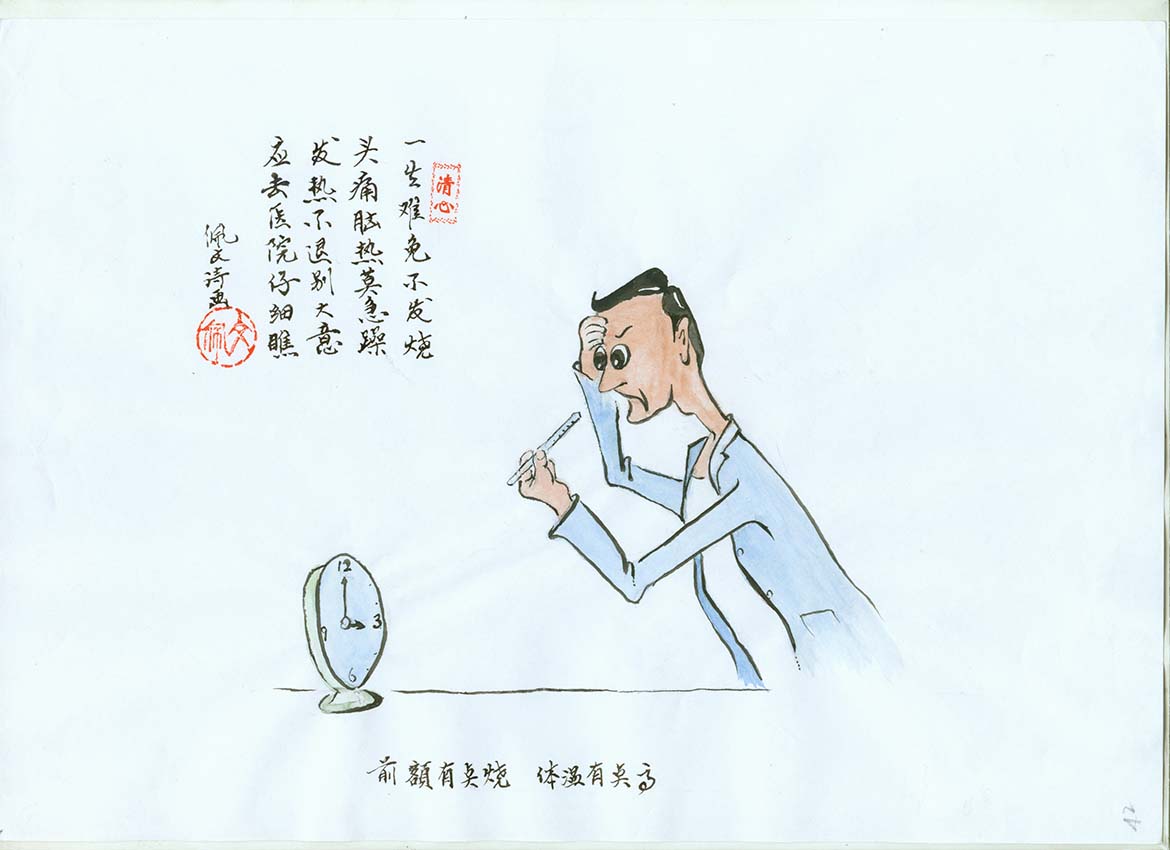 清心
一生难免不发烧
头痛脑热莫急躁
发热不退别大意
应去医院仔细瞧
佩文诗画
佩文
12
3
6
9
前额有点烧 体温有点高
42